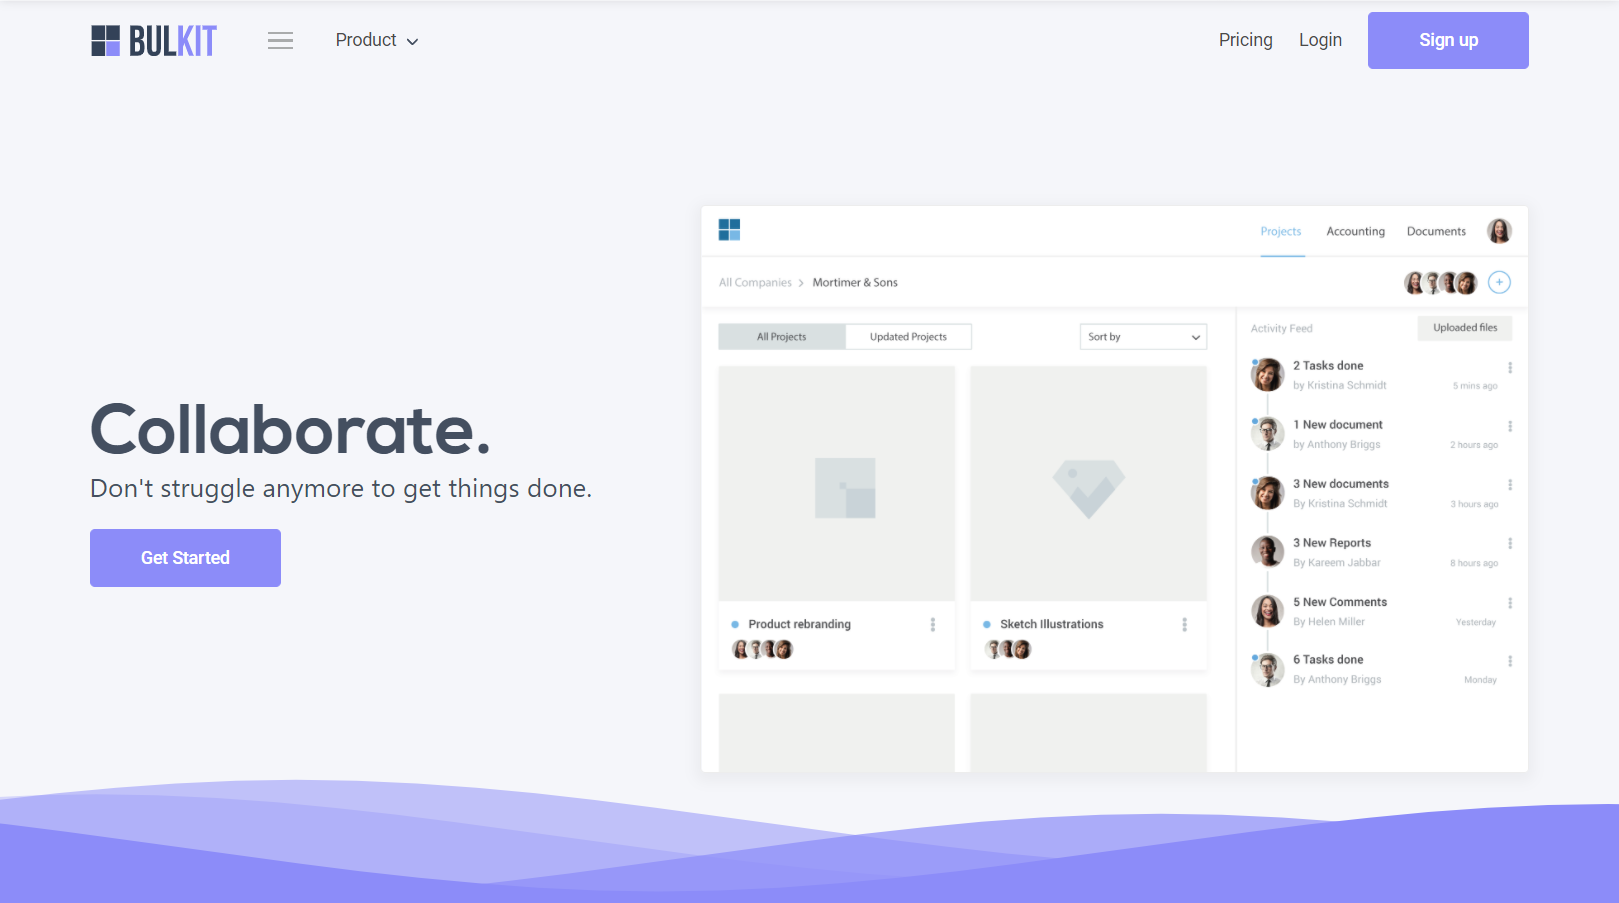 BULKIT
Product
Pricing
Login
Sign up
Collaborate.
Don't struggle anymore to get things done.
Get Started
Projects
Accounting
Documents
All Companies > Mortimer & Sons
All Projects
Updated Projects
Sort by
Product rebranding
Sketch Illustrations
Activity Feed
Uploaded files
2 Tasks done
by Kristina Schmidt
5 mins ago
1 New document
by Anthony Briggs
2 hours ago
3 New documents
By Kristina Schmidt
3 hours ago
3 New Reports
By Kareem Jabbar
8 hours ago
5 New Comments
By Helen Miller
Yesterday
6 Tasks done
By Anthony Briggs
Monday